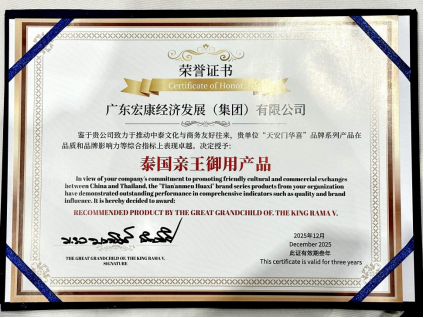 荣誉证书
Certificate of Honor
广东宏康经济发展（集团）有限公司
鉴于贵公司致力于推动中泰文化与商务友好往来，贵单位“天安门华喜”品牌系列产品在
品质和品牌影响力等综合指标上表现卓越。决定授予：
泰国亲王御用产品
In view of your company's commitment to promoting friendly cultural and commercial exchanges
between China and Thailand, the "Tian'anmen Huaxi" brand series products from your organization
have demonstrated outstanding performance in comprehensive indicators such as quality and brand
influence. It is hereby decided to award:
RECOMMENDED PRODUCT BY THE GREAT GRANDCHILD OF. THE KING RAMA V.
THE GREAT GRANDCHILD OF. THE KING RAMA V.
SIGNATURE
2025年12月
December 2025
此证有效期叁年
This certificate is valid for three years